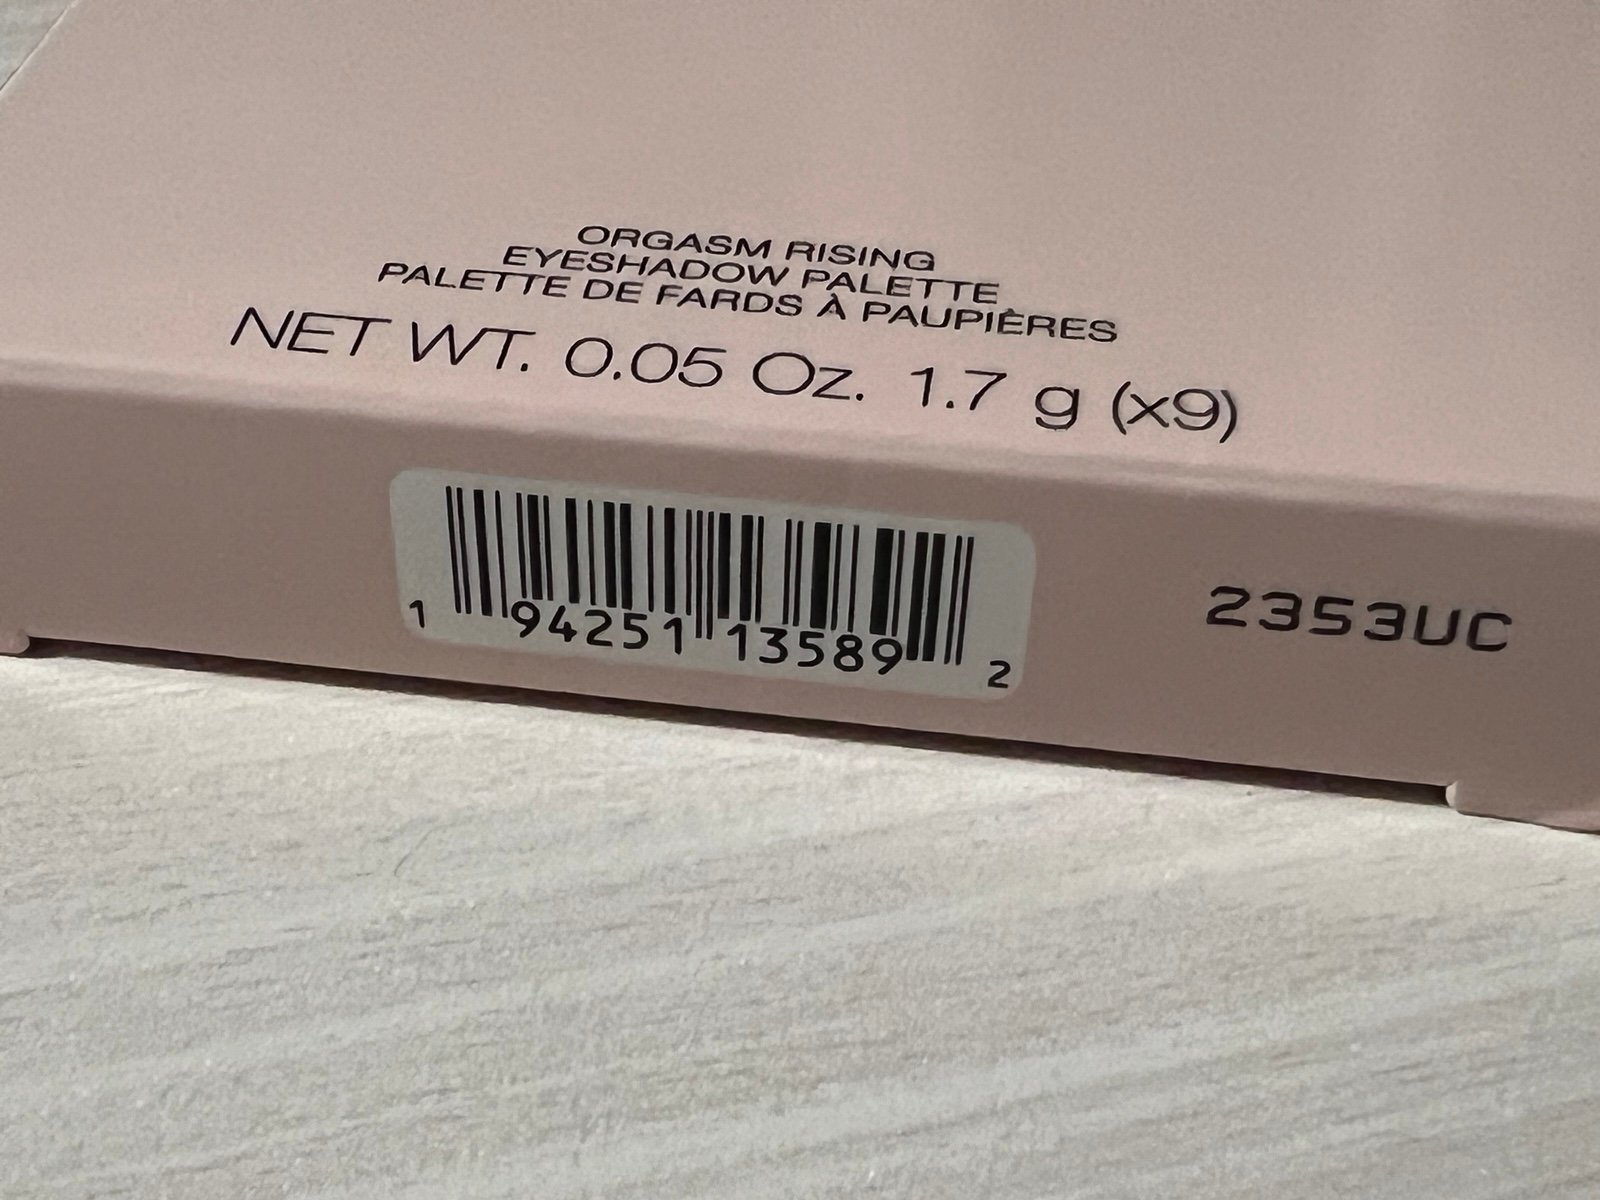 ORGASM RISING
EYESHADOW PALETTE
PALETTE DE FARDS À PAUPIÈRES
NET WT. 0.05 Oz. 1.7 g (x9)
1 94251 13589 2
2353UC